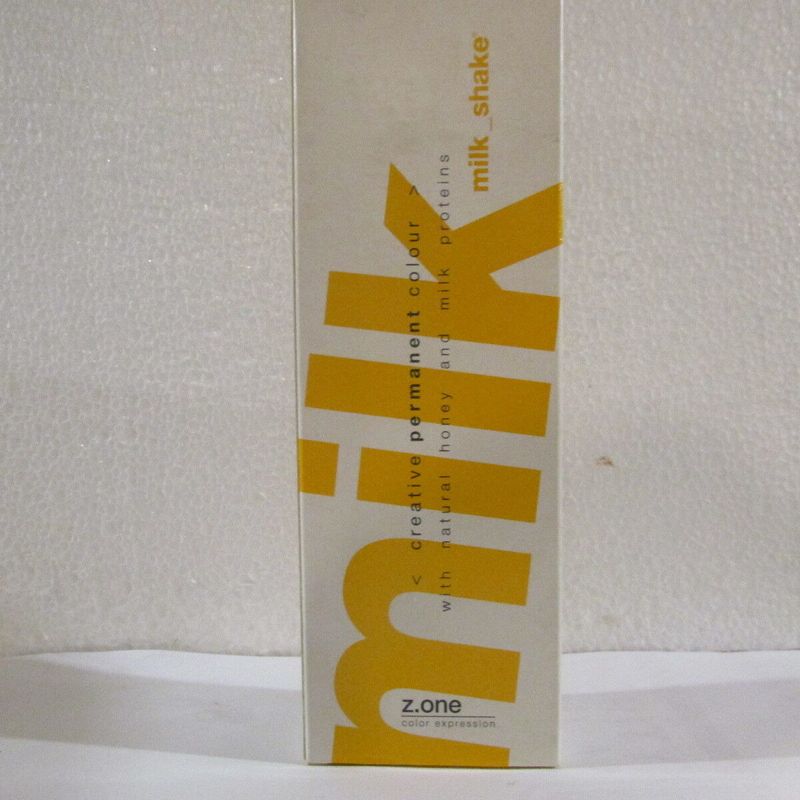 milk_shake®
milk
< creative permanent colour >
with natural honey and milk proteins
z.one
color expression